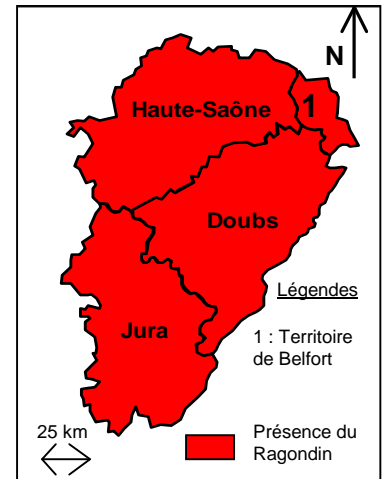 N
Haute-Saône
1
Doubs
Légendes
Jura
1 : Territoire
de Belfort
25 km
Présence du
Ragondin